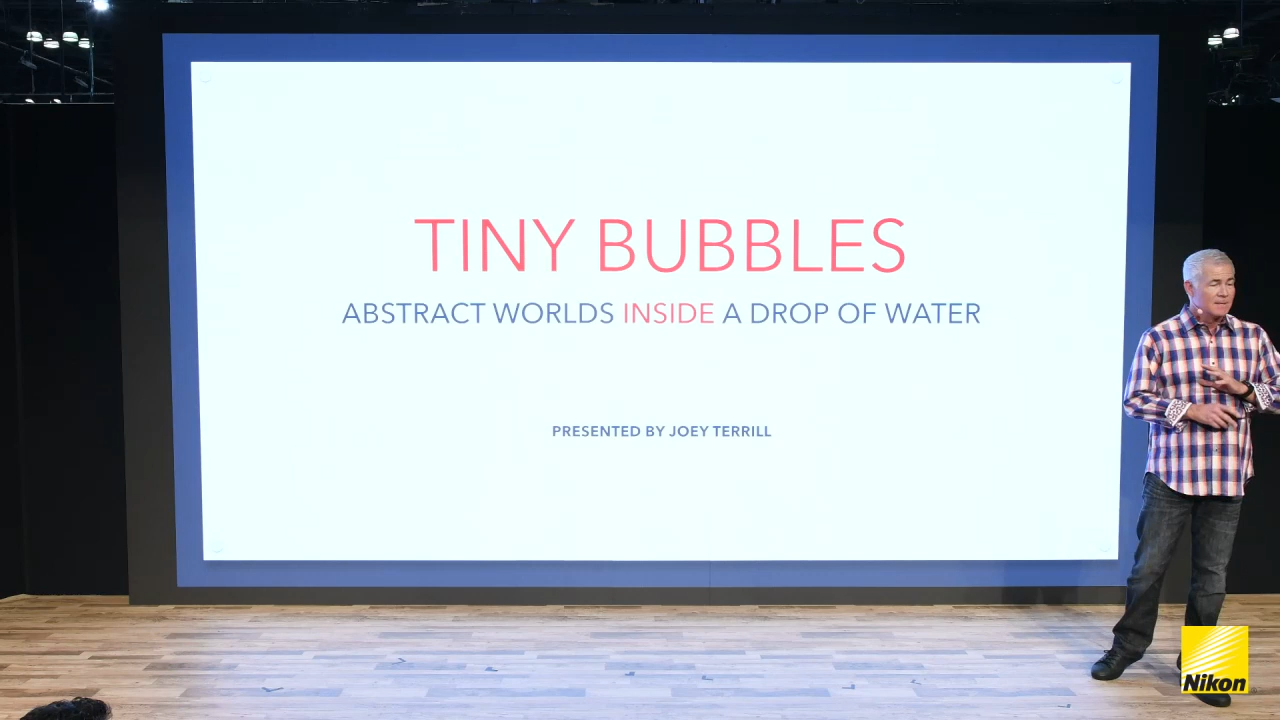 TINY BUBBLES
ABSTRACT WORLDS INSIDE A DROP OF WATER
PRESENTED BY JOEY TERRILL
Nikon